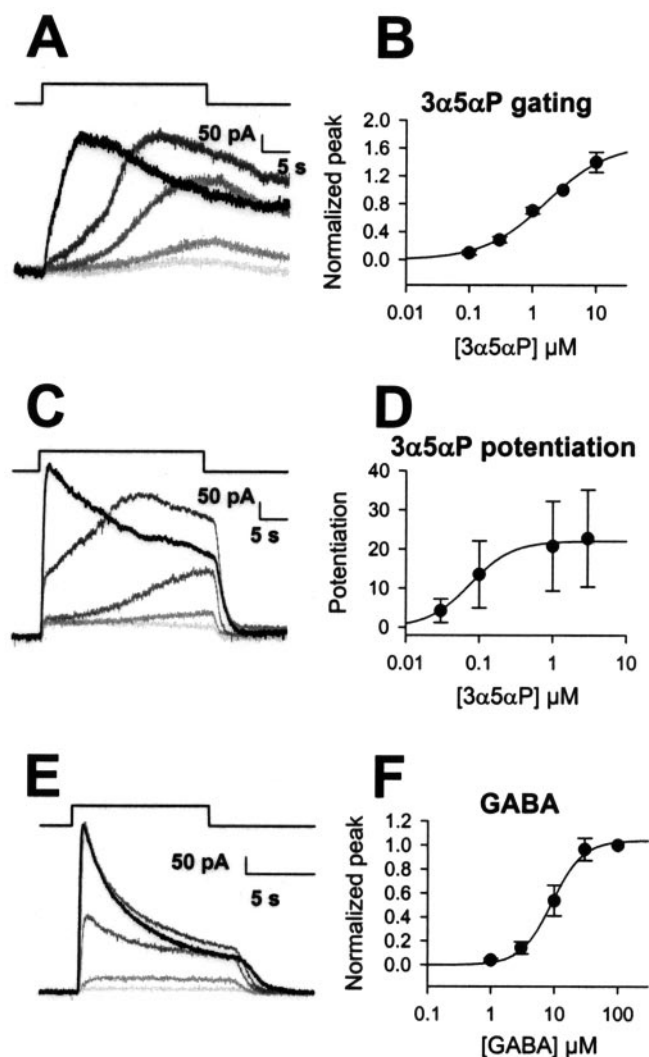 A
50 pA
5 s
B
3α5αP gating
Normalized peak
2.0
1.6
1.2
0.8
0.4
0.0
0.01
0.1
1
10
[3α5αP] µM
C
50 pA
5 s
D
3α5αP potentiation
Potentiation
40
30
20
10
0
0.01
0.1
1
10
[3α5αP] µM
E
50 pA
5 s
F
GABA
Normalized peak
1.2
1.0
0.8
0.6
0.4
0.2
0.0
0.1
1
10
100
[GABA] µM